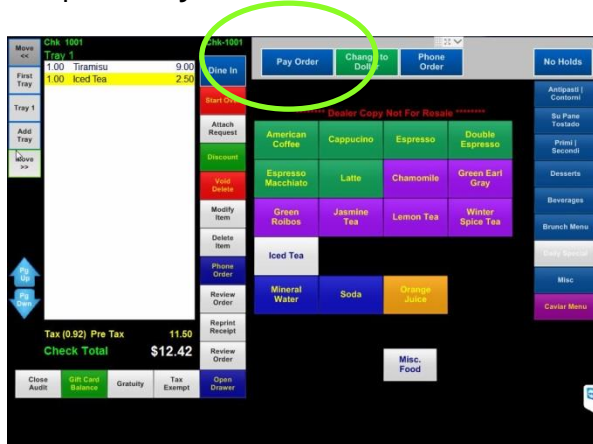 Move
<<
First
Tray
Tray 1
Add
Tray
Move
>>
Pg
Up
Pg
Dwn
Chk 1001
Tray 1
1.00 Tiramisu 9.00
1.00 Iced Tea 2.50
Tax (0.92) Pre Tax 11.50
Check Total $12.42
Close
Audit
Gift Card
Balance
Gratuity
Tax
Exempt
Chk-1001
Dine In
Start Over
Attach
Request
Discount
Void
Delete
Modify
Item
Delete
Item
Phone
Order
Review
Order
Reprint
Receipt
Review
Order
Open
Drawer
Pay Order
Change to
Dollar
Phone
Order
Dealer Copy Not For Resale ********
American
Coffee
Cappucino
Espresso
Double
Espresso
Espresso
Macchiato
Latte
Chamomile
Green Earl
Gray
Green
Roibos
Jasmine
Tea
Lemon Tea
Winter
Spice Tea
Iced Tea
Mineral
Water
Soda
Orange
Juice
Misc.
Food
No Holds
Antipasti |
Contorni
Su Pane
Tostado
Primi |
Secondi
Desserts
Beverages
Brunch Menu
Daily Special
Misc
Caviar Menu